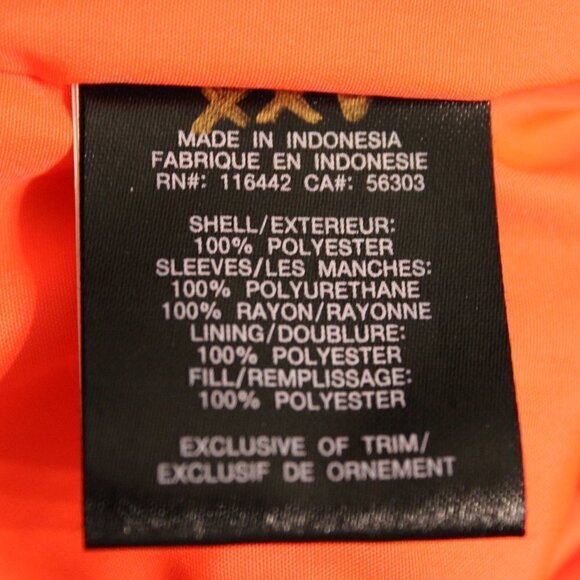 MADE IN INDONESIA
FABRIQUE EN INDONESIE
RN#: 116442 CA#: 56303
SHELL/EXTERIEUR:
100% POLYESTER
SLEEVES/LES MANCHES:
100% POLYURETHANE
100% RAYON/RAYONNE
LINING/DOUBLURE:
100% POLYESTER
FILL/REMPLISSAGE:
100% POLYESTER
EXCLUSIVE OF TRIM/
EXCLUSIF DE ORNEMENT